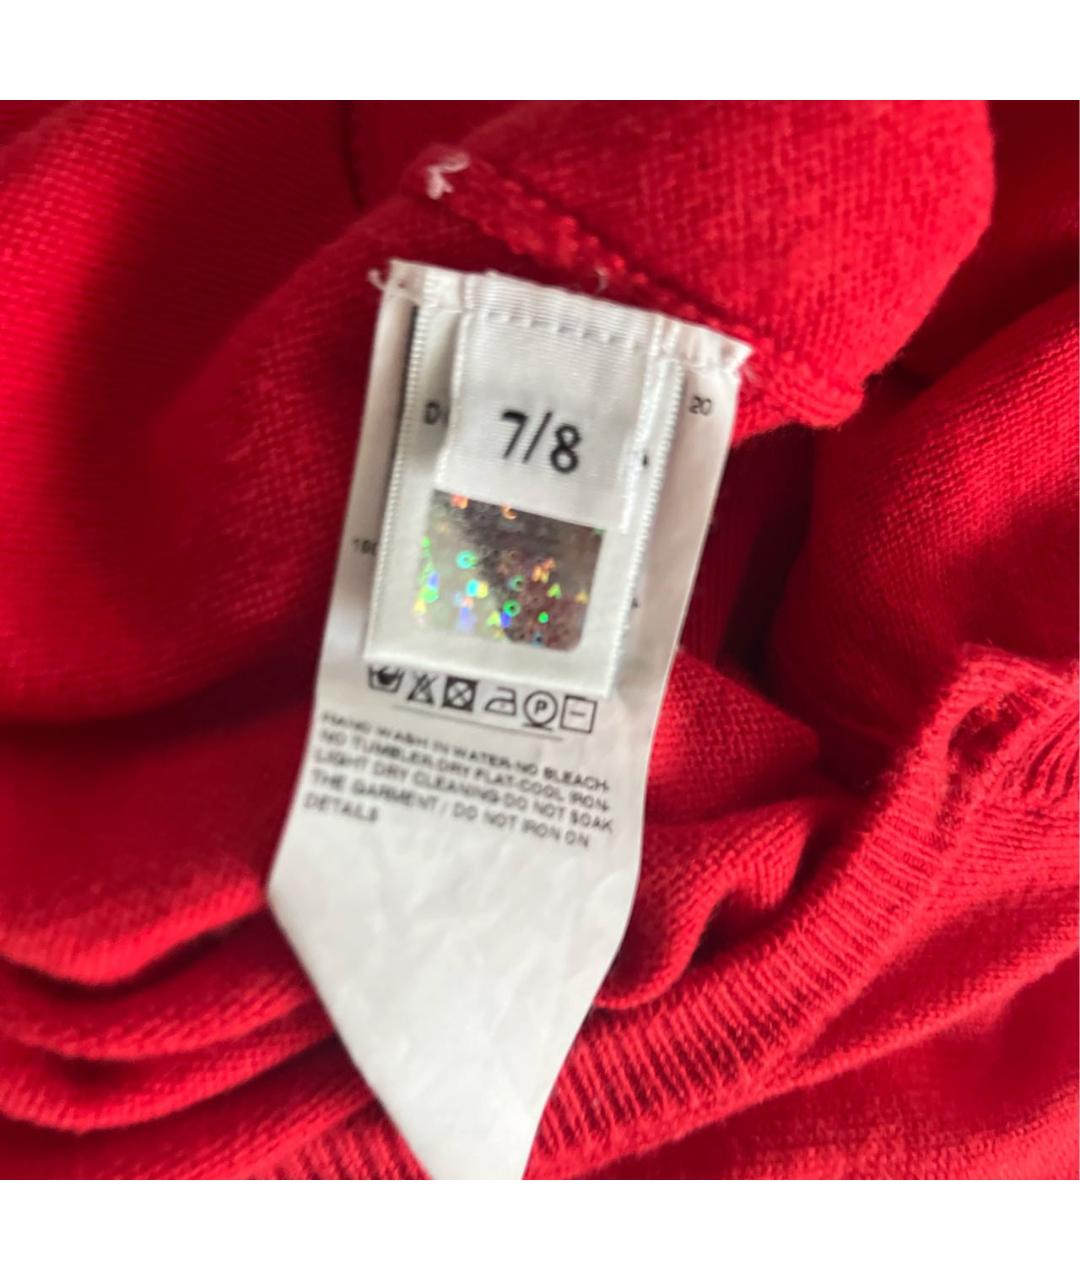 7/8
20
P
HAND WASH IN WATER-NO BLEACH-
NO TUMBLER-DRY FLAT-COOL IRON-
LIGHT DRY CLEANING-DO NOT SOAK
THE GARMENT / DO NOT IRON ON
DETAILS